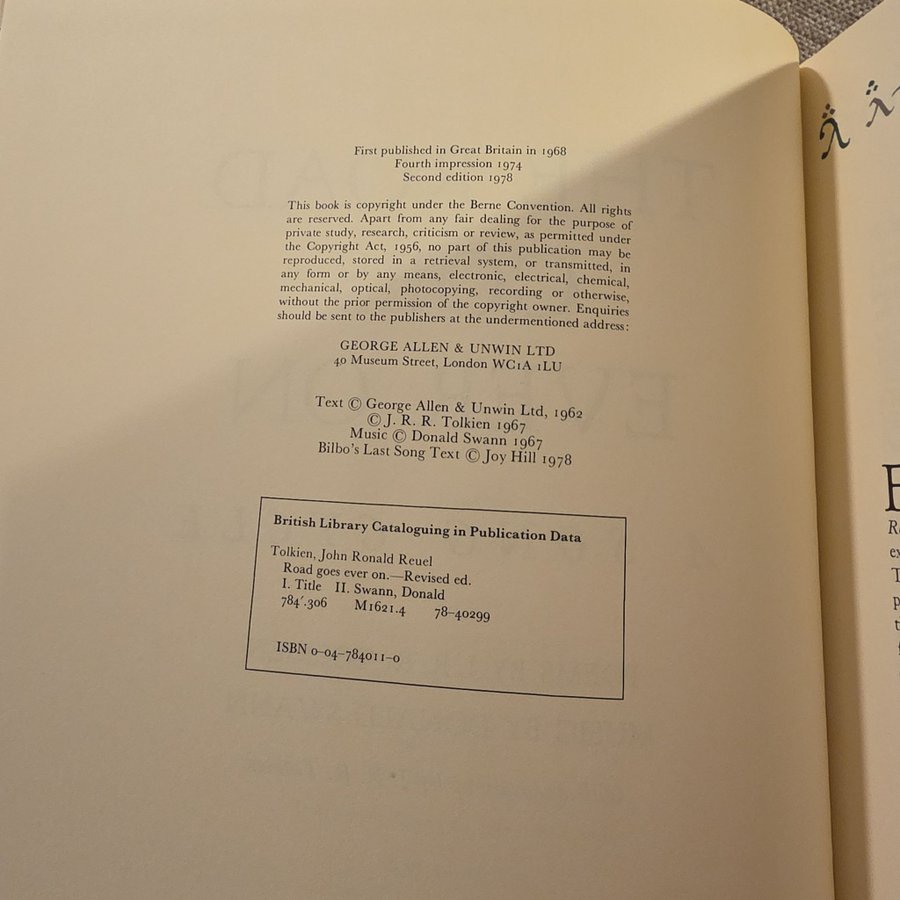 First published in Great Britain in 1968
Fourth impression 1974
Second edition 1978
This book is copyright under the Berne Convention. All rights
are reserved. Apart from any fair dealing for the purpose of
private study, research, criticism or review, as permitted under
the Copyright Act, 1956, no part of this publication may be
reproduced, stored in a retrieval system, or transmitted, in
any form or by any means, electronic, electrical, chemical,
mechanical, optical, photocopying, recording or otherwise,
without the prior permission of the copyright owner. Enquiries
should be sent to the publishers at the undermentioned address:
GEORGE ALLEN & UNWIN LTD
40 Museum Street, London WC1A 1LU
Text © George Allen & Unwin Ltd, 1962
© J. R. R. Tolkien 1967
Music © Donald Swann 1967
Bilbo's Last Song Text © Joy Hill 1978
British Library Cataloguing in Publication Data
Tolkien, John Ronald Reuel
Road goes ever on.—Revised ed.
I. Title II. Swann, Donald
784'.306 M1621.4 78–40299
ISBN 0–04–784011–0